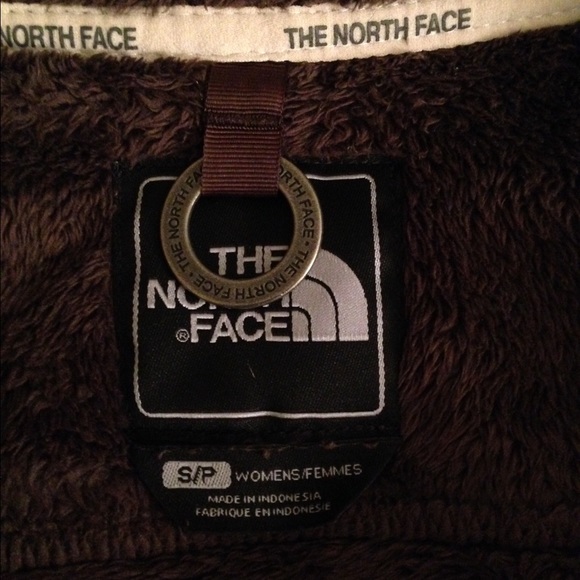 NORTH FACE THE NORTH FACE
THE NORTH FACE • THE NORTH FACE •
THE
NORTH
®FACE
S/P WOMENS/FEMMES
MADE IN INDONESIA
FABRIQUE EN INDONESIE